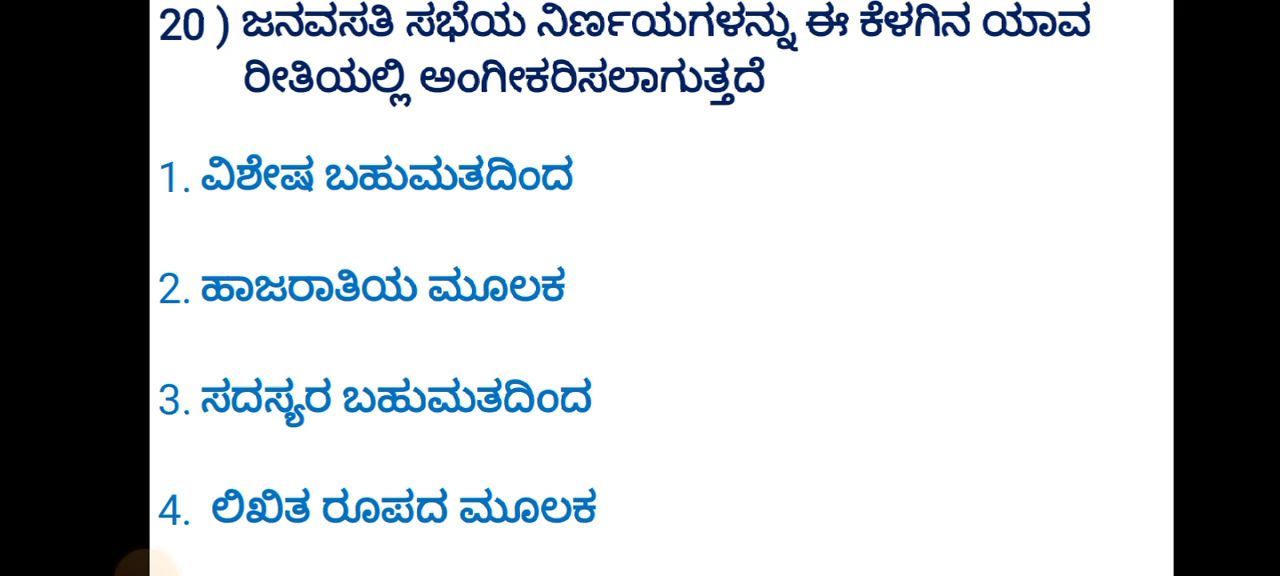 20 ) ಜನವಸತಿ ಸಭೆಯ ನಿರ್ಣಯಗಳನ್ನು ಈ ಕೆಳಗಿನ ಯಾವ
ರೀತಿಯಲ್ಲಿ ಅಂಗೀಕರಿಸಲಾಗುತ್ತದೆ
1. ವಿಶೇಷ ಬಹುಮತದಿಂದ
2. ಹಾಜರಾತಿಯ ಮೂಲಕ
3. ಸದಸ್ಯರ ಬಹುಮತದಿಂದ
4. ಲಿಖಿತ ರೂಪದ ಮೂಲಕ